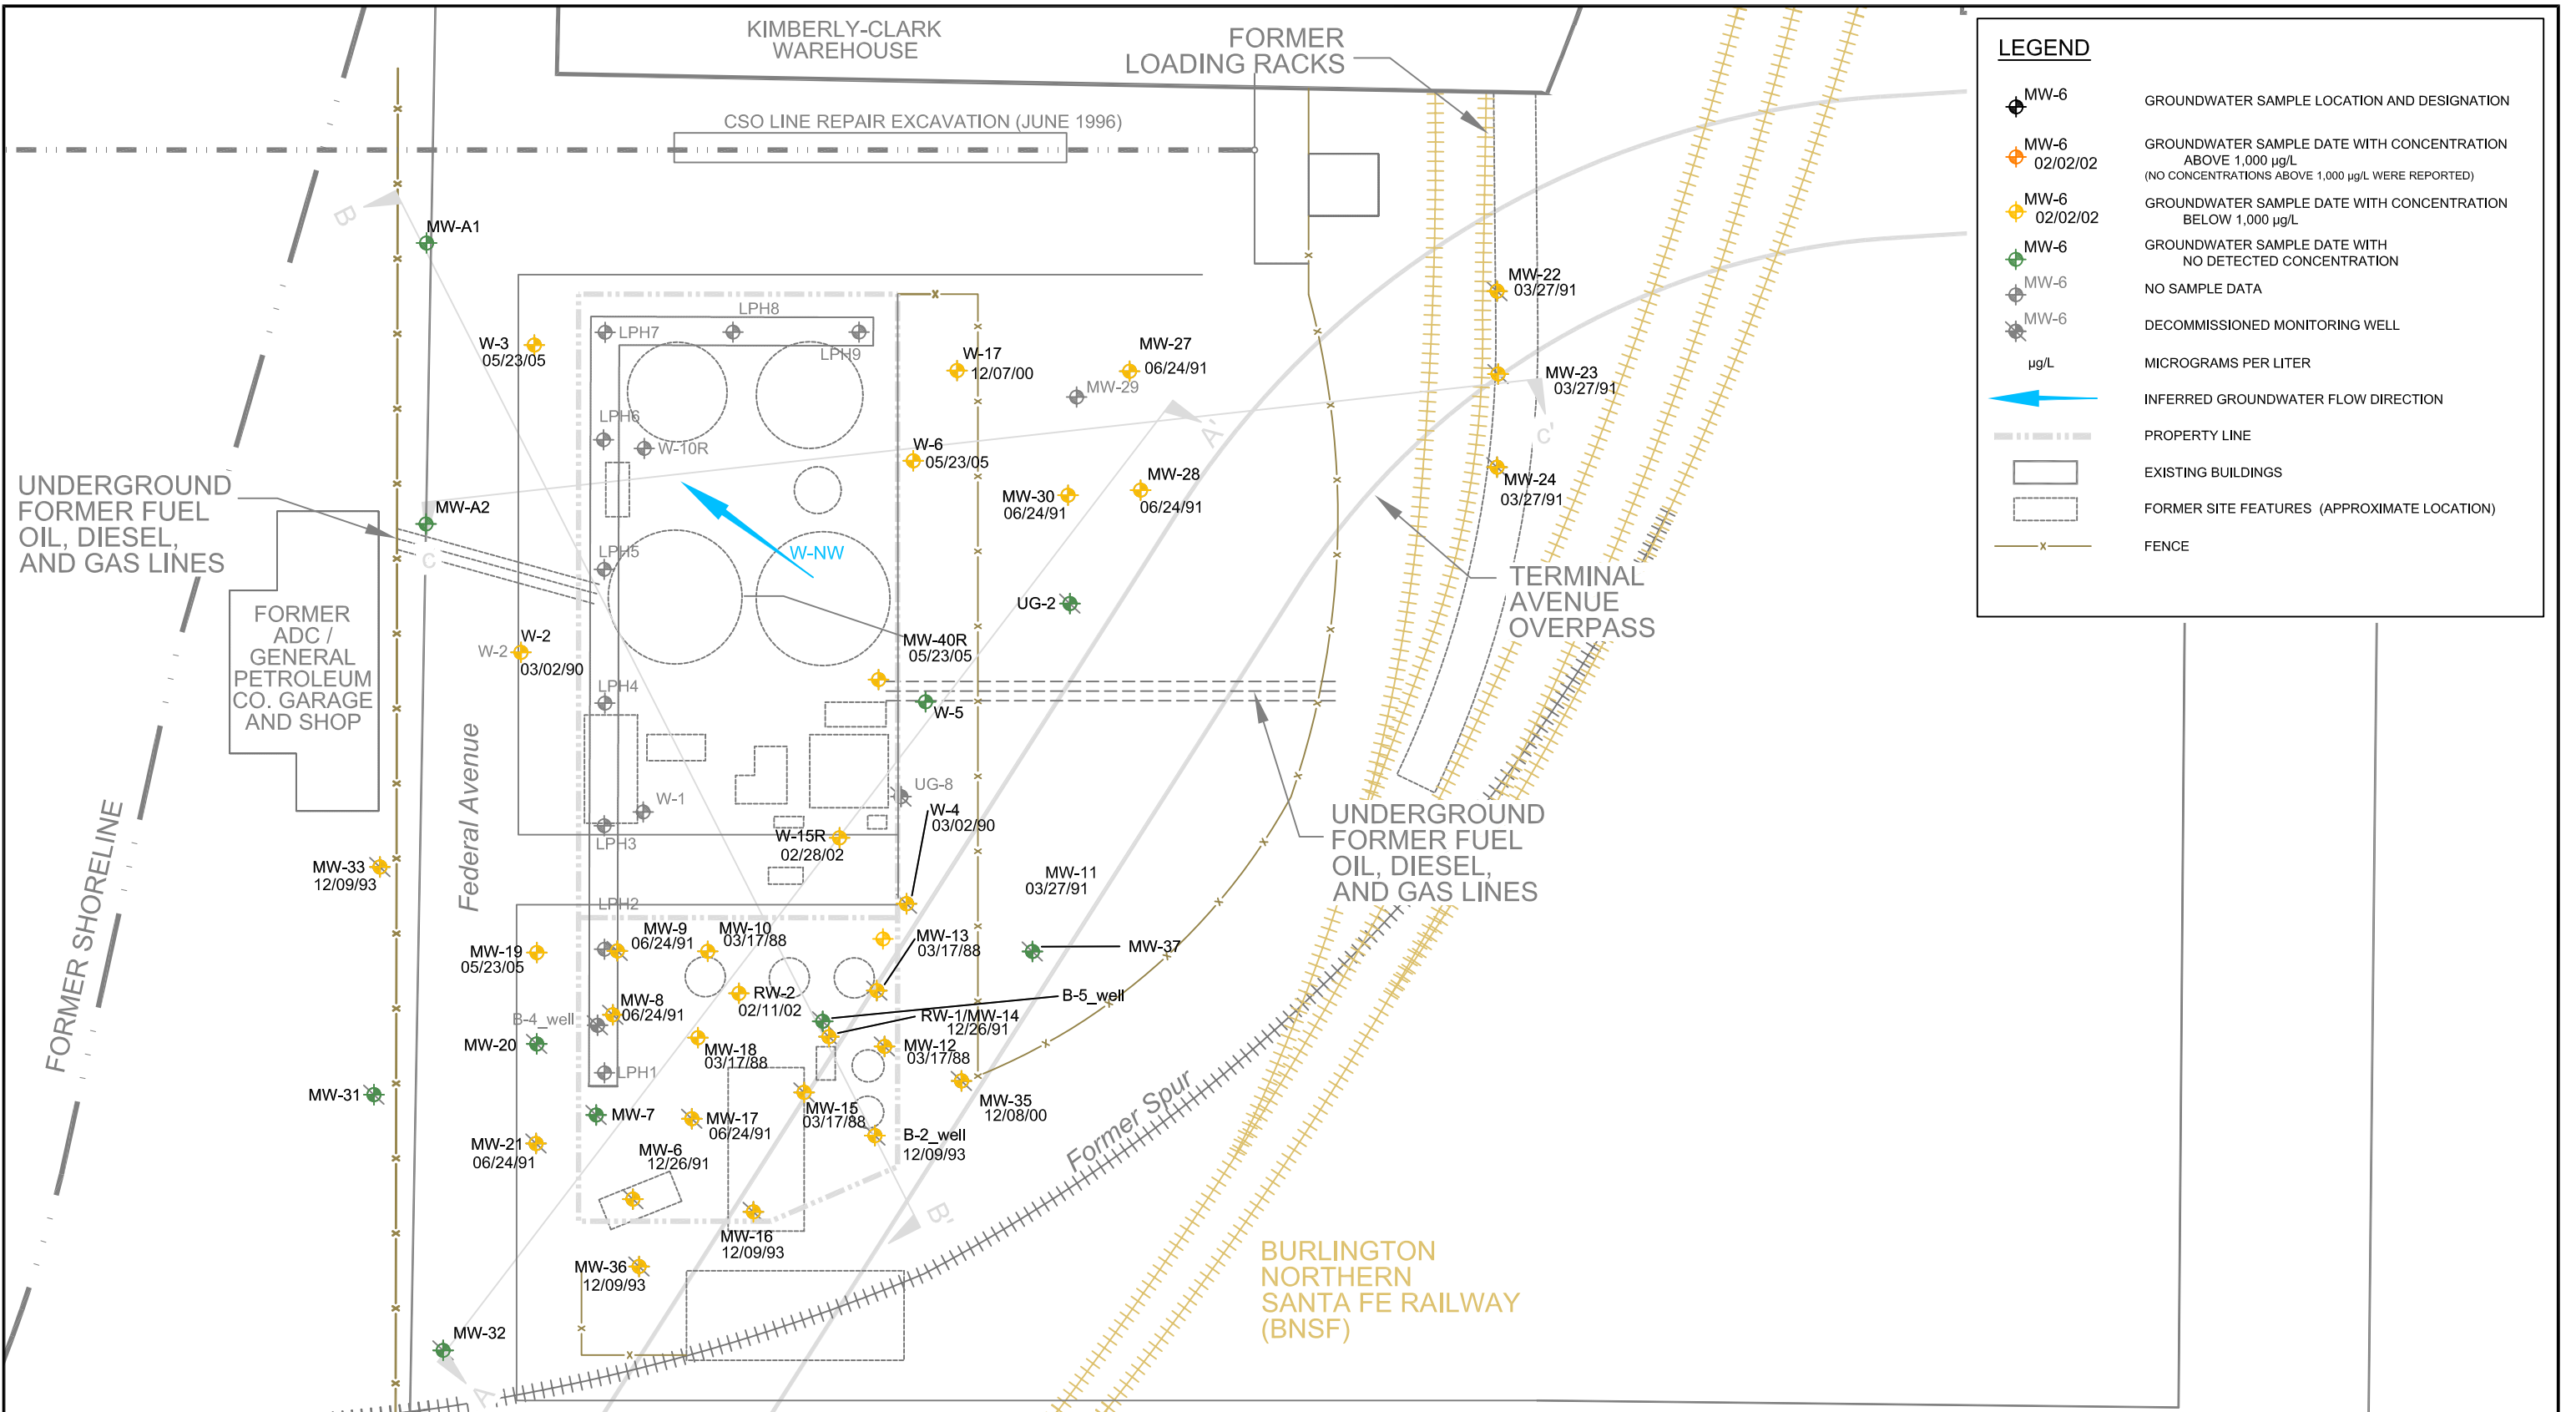 KIMBERLY-CLARK
WAREHOUSE
FORMER
LOADING RACKS
CSO LINE REPAIR EXCAVATION (JUNE 1996)
B
MW-A1
MW-22
03/27/91
LPH8
LPH7
LPH9
W-3
05/23/05
W-17
12/07/00
MW-27
06/24/91
MW-29
MW-23
03/27/91
A'
C'
LPH6
W-10R
W-6
05/23/05
MW-28
06/24/91
MW-30
06/24/91
MW-24
03/27/91
UNDERGROUND
FORMER FUEL
OIL, DIESEL,
AND GAS LINES
MW-A2
C
LPH5
W-NW
TERMINAL
AVENUE
OVERPASS
UG-2
FORMER
ADC /
GENERAL
PETROLEUM
CO. GARAGE
AND SHOP
W-2
W-2
03/02/90
MW-40R
05/23/05
LPH4
W-5
Federal Avenue
UG-8
W-1
W-4
03/02/90
LPH3
W-15R
02/28/02
UNDERGROUND
FORMER FUEL
OIL, DIESEL,
AND GAS LINES
FORMER SHORELINE
MW-33
12/09/93
MW-11
03/27/91
LPH2
MW-9
06/24/91
MW-10
03/17/88
MW-13
03/17/88
MW-37
MW-19
05/23/05
MW-8
06/24/91
RW-2
02/11/02
B-5_well
B-4_well
RW-1/MW-14
12/26/91
MW-20
MW-18
03/17/88
MW-12
03/17/88
LPH1
MW-31
MW-7
MW-17
06/24/91
MW-15
03/17/88
MW-35
12/08/00
MW-21
06/24/91
MW-6
12/26/91
B-2_well
12/09/93
Former Spur
B'
MW-16
12/09/93
MW-36
12/09/93
BURLINGTON
NORTHERN
SANTA FE RAILWAY
(BNSF)
MW-32
A
LEGEND
MW-6
GROUNDWATER SAMPLE LOCATION AND DESIGNATION
MW-6
02/02/02
GROUNDWATER SAMPLE DATE WITH CONCENTRATION
ABOVE 1,000 µg/L
(NO CONCENTRATIONS ABOVE 1,000 µg/L WERE REPORTED)
MW-6
02/02/02
GROUNDWATER SAMPLE DATE WITH CONCENTRATION
BELOW 1,000 µg/L
MW-6
GROUNDWATER SAMPLE DATE WITH
NO DETECTED CONCENTRATION
MW-6
NO SAMPLE DATA
MW-6
DECOMMISSIONED MONITORING WELL
µg/L
MICROGRAMS PER LITER
INFERRED GROUNDWATER FLOW DIRECTION
PROPERTY LINE
EXISTING BUILDINGS
FORMER SITE FEATURES (APPROXIMATE LOCATION)
FENCE